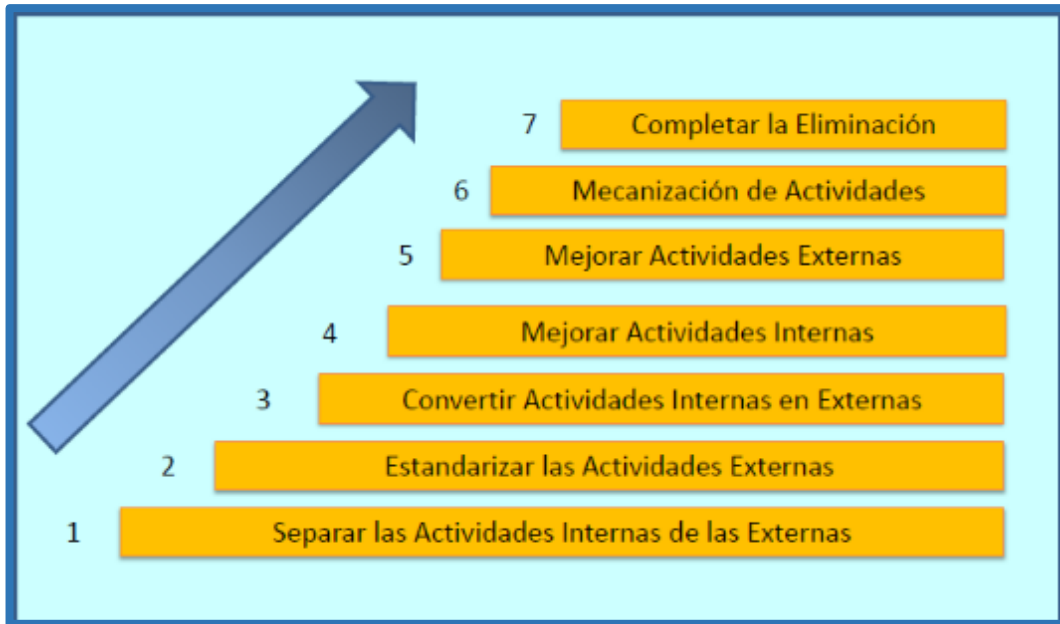 7 Completar la Eliminación
6 Mecanización de Actividades
5 Mejorar Actividades Externas
4 Mejorar Actividades Internas
3 Convertir Actividades Internas en Externas
2 Estandarizar las Actividades Externas
1 Separar las Actividades Internas de las Externas